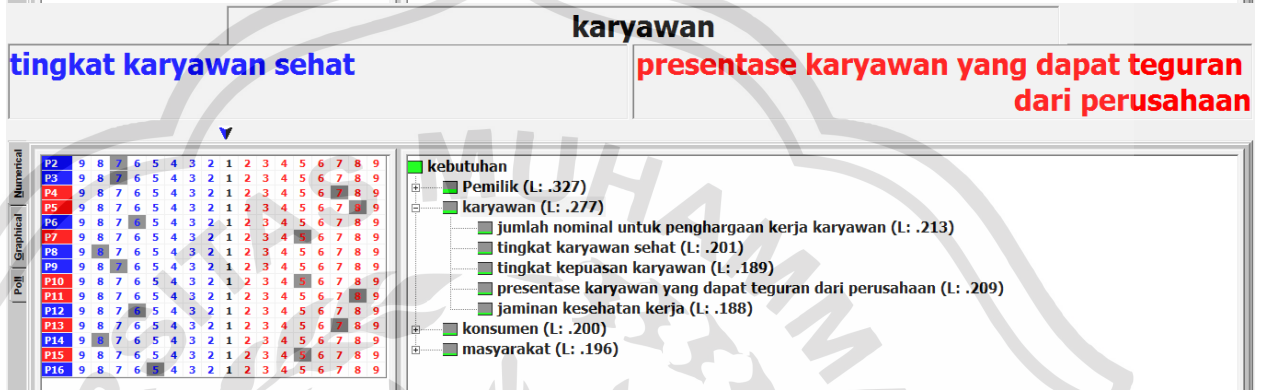 karyawan
tingkat karyawan sehat
presentase karyawan yang dapat teguran
dari perusahaan
Numerical
Graphical
Poll
P2 9 8 7 6 5 4 3 2 1 2 3 4 5 6 7 8 9
P3 9 8 7 6 5 4 3 2 1 2 3 4 5 6 7 8 9
P4 9 8 7 6 5 4 3 2 1 2 3 4 5 6 7 8 9
P5 9 8 7 6 5 4 3 2 1 2 3 4 5 6 7 8 9
P6 9 8 7 6 5 4 3 2 1 2 3 4 5 6 7 8 9
P7 9 8 7 6 5 4 3 2 1 2 3 4 5 6 7 8 9
P8 9 8 7 6 5 4 3 2 1 2 3 4 5 6 7 8 9
P9 9 8 7 6 5 4 3 2 1 2 3 4 5 6 7 8 9
P10 9 8 7 6 5 4 3 2 1 2 3 4 5 6 7 8 9
P11 9 8 7 6 5 4 3 2 1 2 3 4 5 6 7 8 9
P12 9 8 7 6 5 4 3 2 1 2 3 4 5 6 7 8 9
P13 9 8 7 6 5 4 3 2 1 2 3 4 5 6 7 8 9
P14 9 8 7 6 5 4 3 2 1 2 3 4 5 6 7 8 9
P15 9 8 7 6 5 4 3 2 1 2 3 4 5 6 7 8 9
P16 9 8 7 6 5 4 3 2 1 2 3 4 5 6 7 8 9
kebutuhan
Pemilik (L: .327)
karyawan (L: .277)
jumlah nominal untuk penghargaan kerja karyawan (L: .213)
tingkat karyawan sehat (L: .201)
tingkat kepuasan karyawan (L: .189)
presentase karyawan yang dapat teguran dari perusahaan (L: .209)
jaminan kesehatan kerja (L: .188)
konsumen (L: .200)
masyarakat (L: .196)